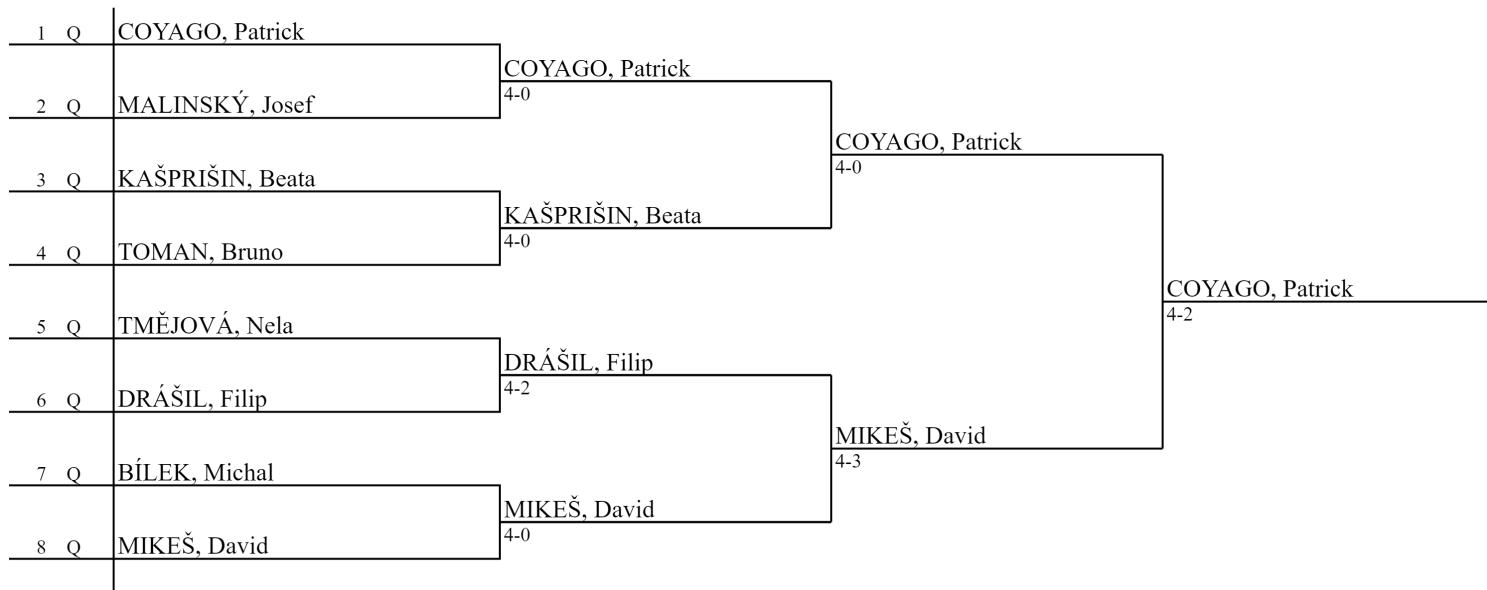 1 Q COYAGO, Patrick
COYAGO, Patrick
4-0
2 Q MALINSKÝ, Josef
COYAGO, Patrick
4-0
3 Q KAŠPRIŠIN, Beata
KAŠPRIŠIN, Beata
4-0
4 Q TOMAN, Bruno
COYAGO, Patrick
4-2
5 Q TMĚJOVÁ, Nela
DRÁŠIL, Filip
4-2
6 Q DRÁŠIL, Filip
MIKEŠ, David
4-3
7 Q BÍLEK, Michal
MIKEŠ, David
4-0
8 Q MIKEŠ, David